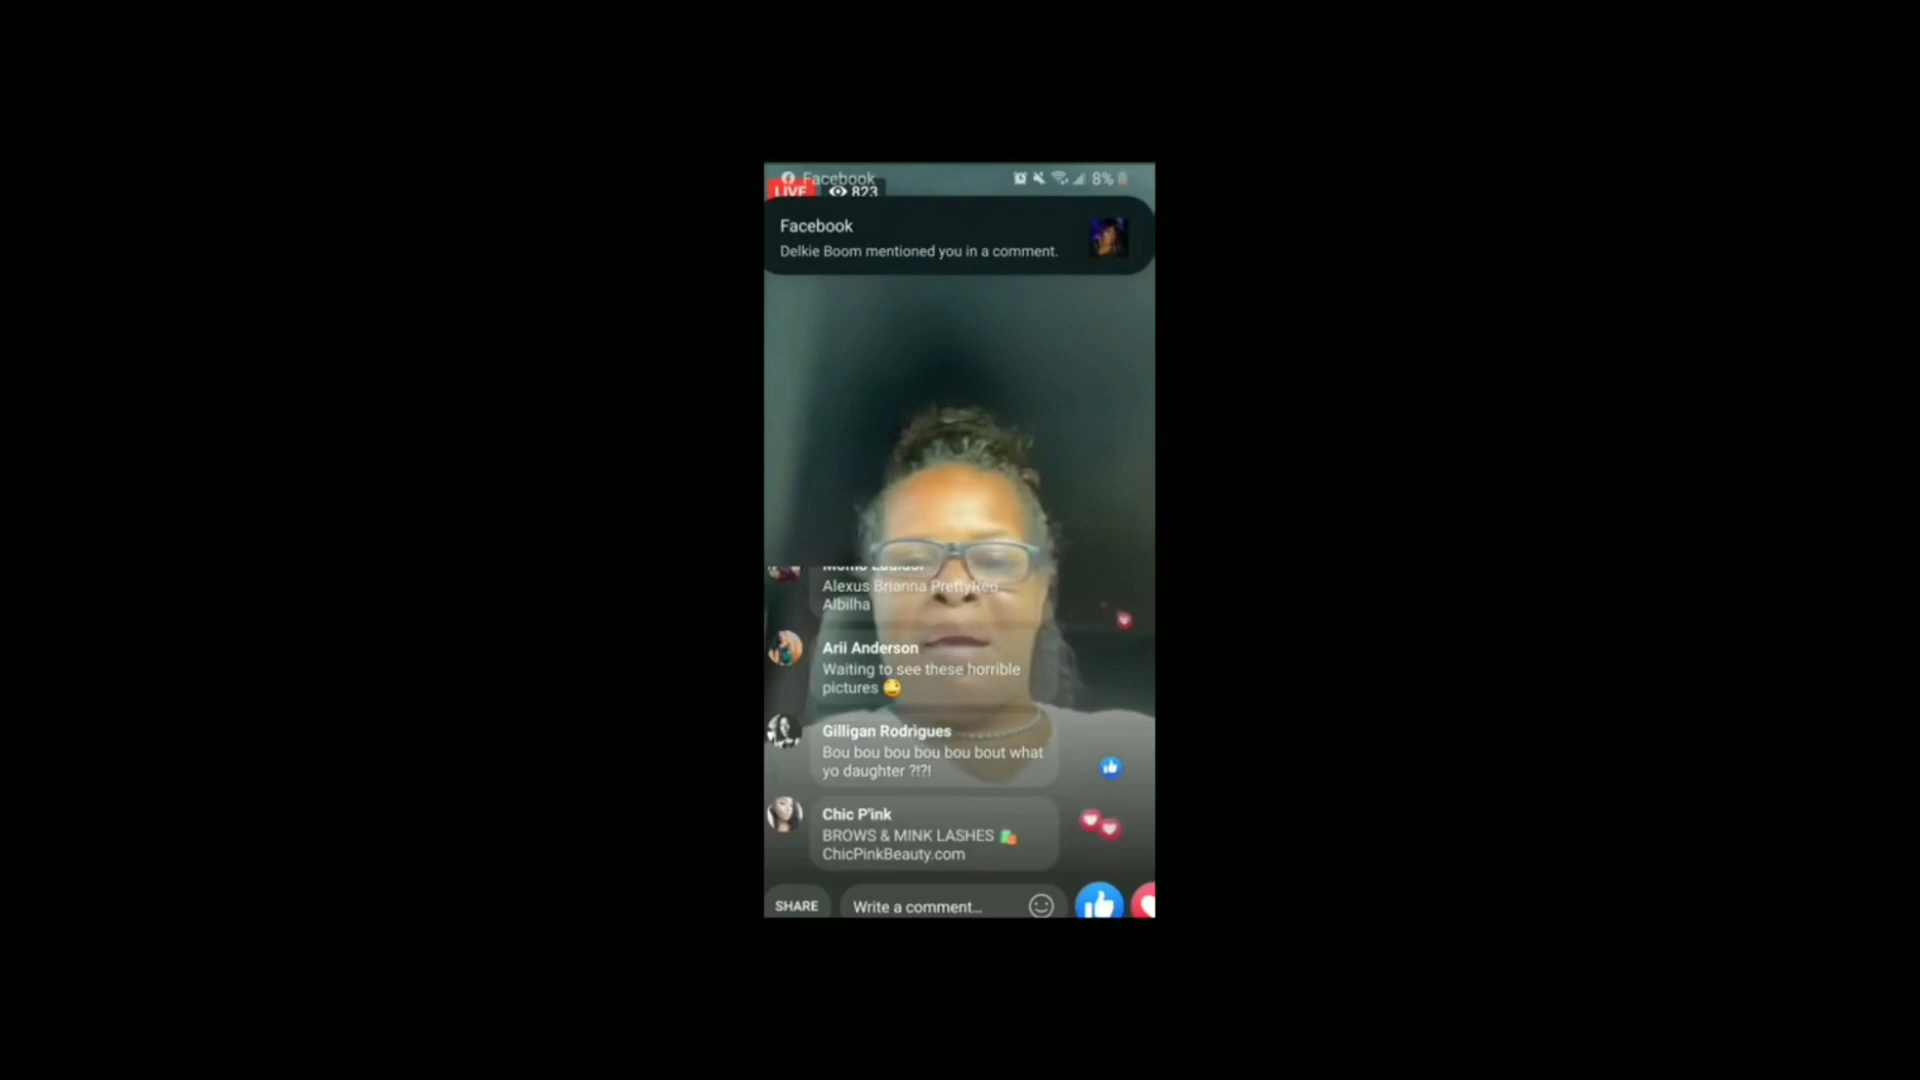 Facebook
8%
LIVE 823
Facebook
Delkie Boom mentioned you in a comment.
Alexus Brianna PrettyRed
Albilha
Arii Anderson
Waiting to see these horrible
pictures
Gilligan Rodrigues
Bou bou bou bou bou bout what
yo daughter ?!?!
Chic P'ink
BROWS & MINK LASHES
ChicPinkBeauty.com
SHARE
Write a comment...